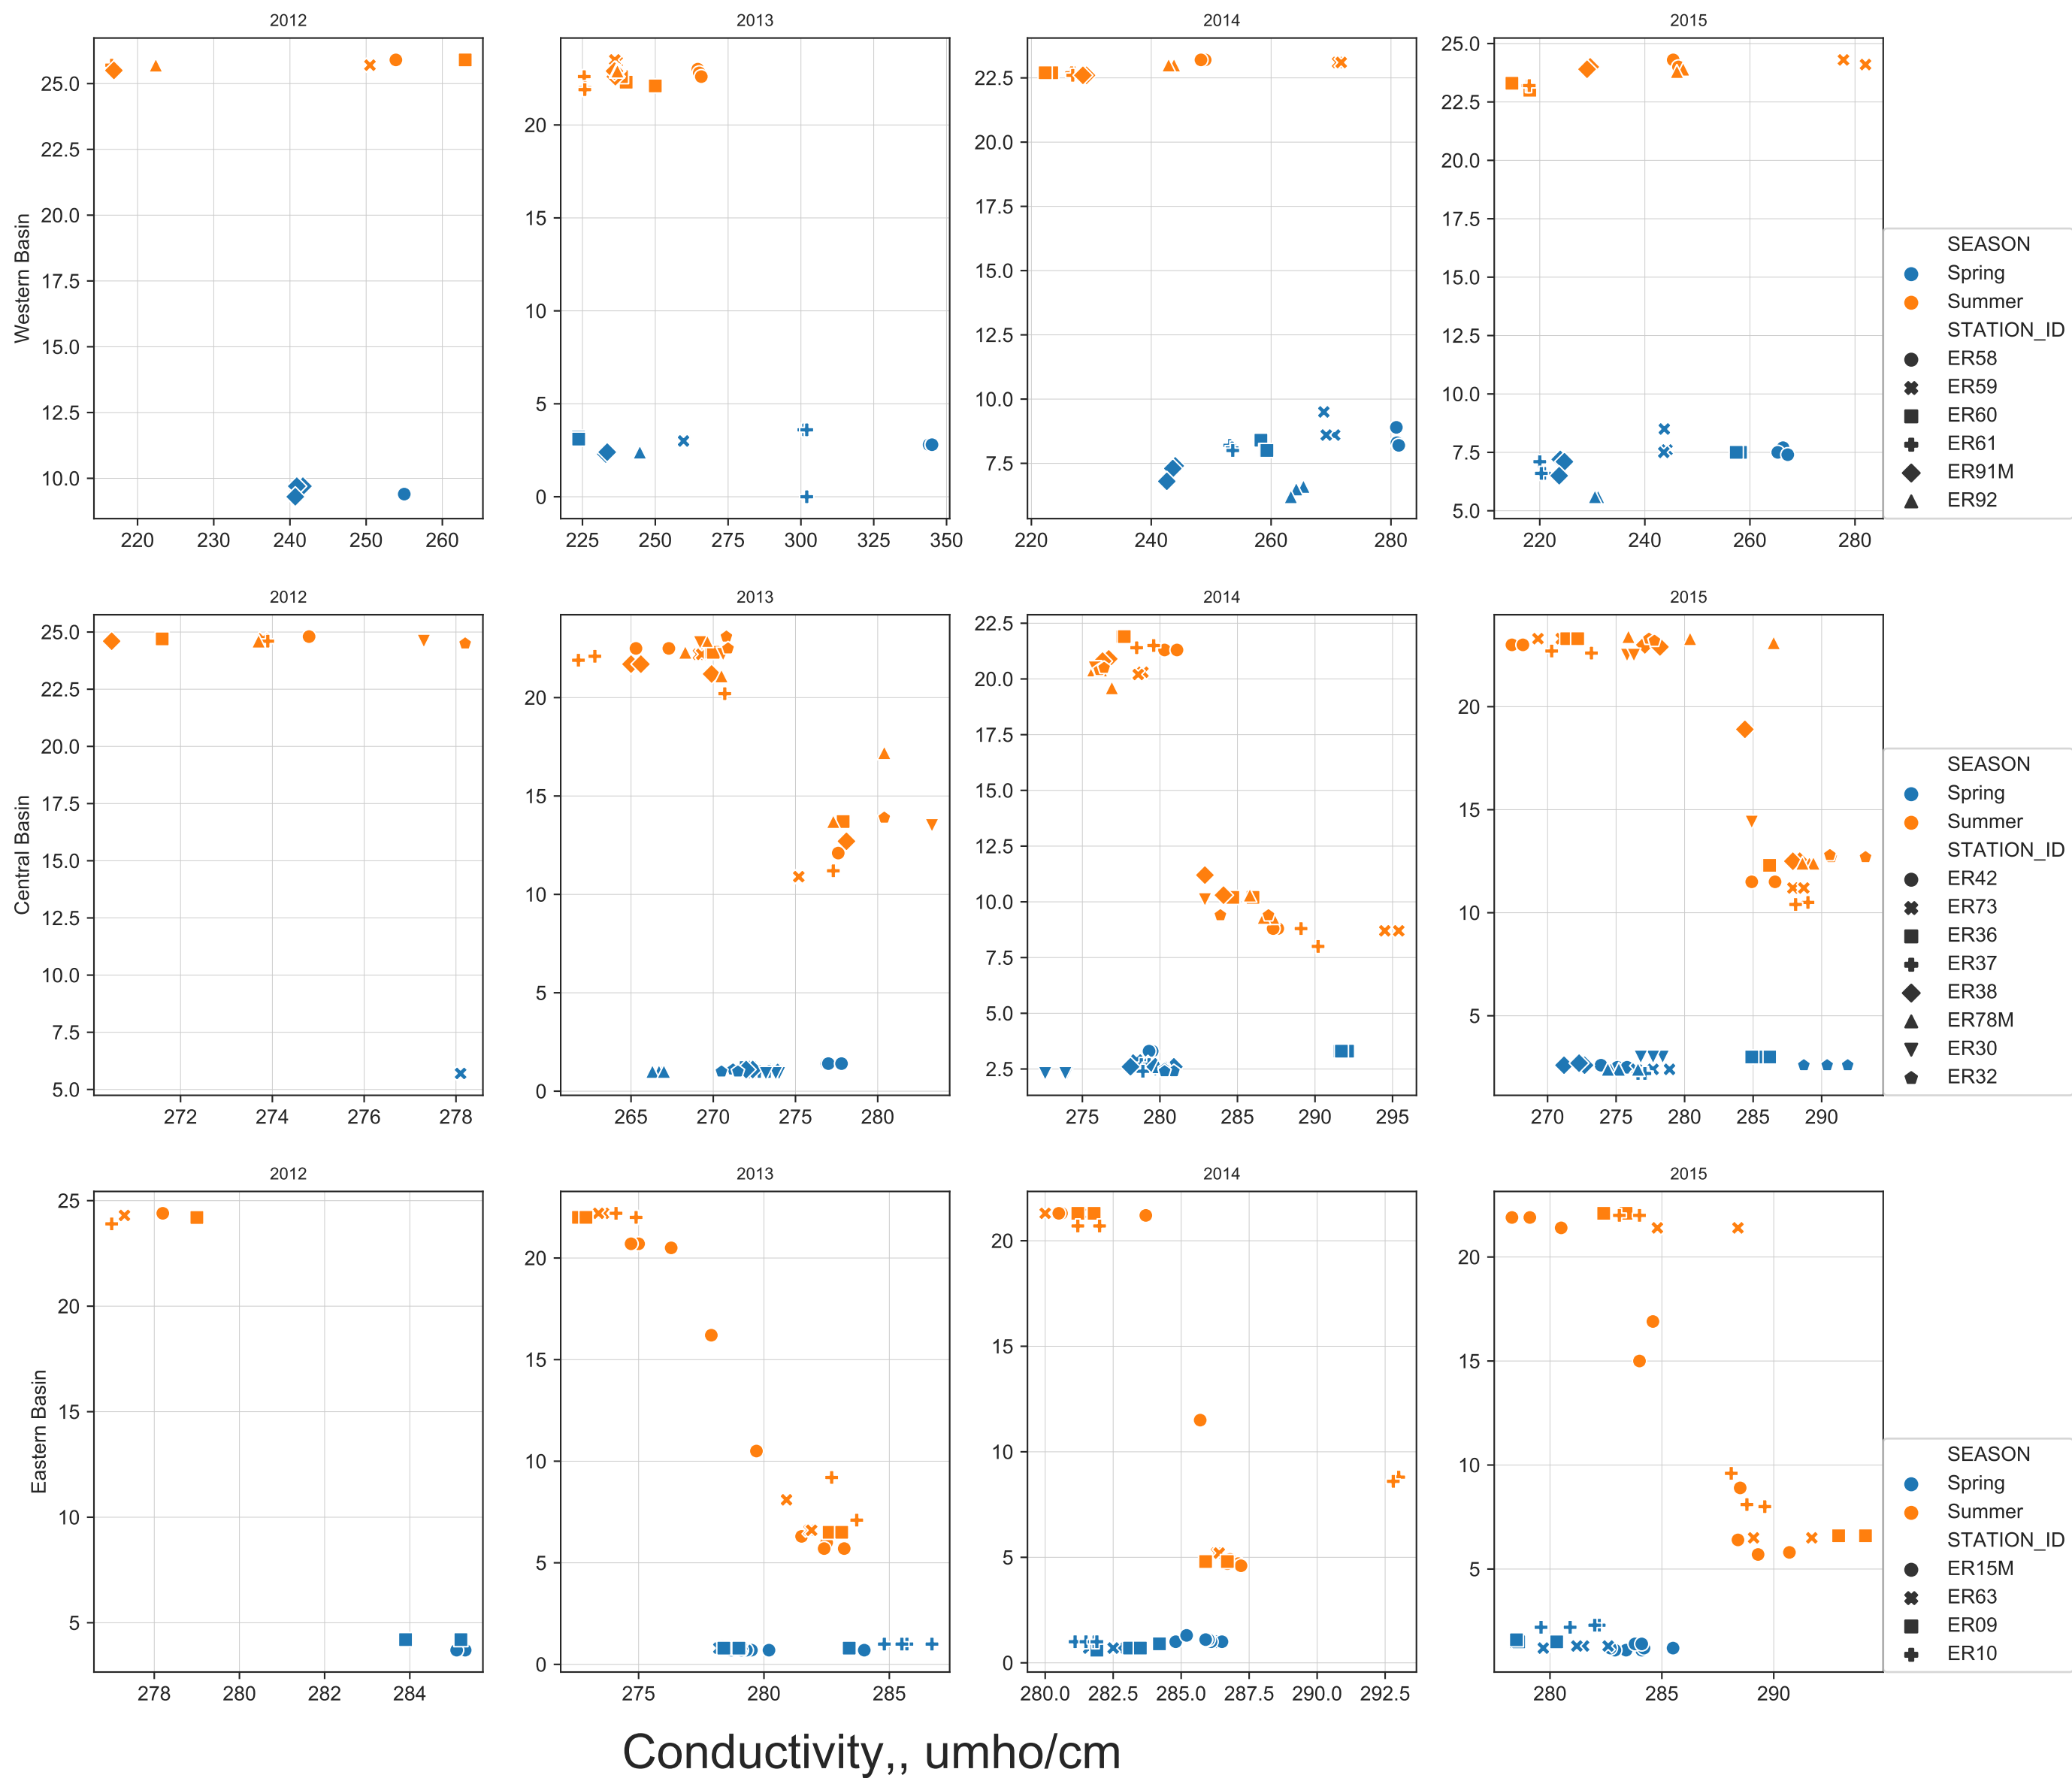 2012 2013 2014 2015
Western Basin
25.0 22.5 20.0 17.5 15.0 12.5 10.0
220 230 240 250 260
20 15 10 5 0
225 250 275 300 325 350
22.5 20.0 17.5 15.0 12.5 10.0 7.5
220 240 260 280
25.0 22.5 20.0 17.5 15.0 12.5 10.0 7.5 5.0
220 240 260 280
SEASON
Spring
Summer
STATION_ID
ER58
ER59
ER60
ER61
ER91M
ER92
2012 2013 2014 2015
Central Basin
25.0 22.5 20.0 17.5 15.0 12.5 10.0 7.5 5.0
272 274 276 278
20 15 10 5 0
265 270 275 280
22.5 20.0 17.5 15.0 12.5 10.0 7.5 5.0 2.5
275 280 285 290 295
20 15 10 5
270 275 280 285 290
SEASON
Spring
Summer
STATION_ID
ER42
ER73
ER36
ER37
ER38
ER78M
ER30
ER32
2012 2013 2014 2015
Eastern Basin
25 20 15 10 5
278 280 282 284
20 15 10 5 0
275 280 285
20 15 10 5 0
280.0 282.5 285.0 287.5 290.0 292.5
20 15 10 5
280 285 290
SEASON
Spring
Summer
STATION_ID
ER15M
ER63
ER09
ER10
Conductivity,, umho/cm